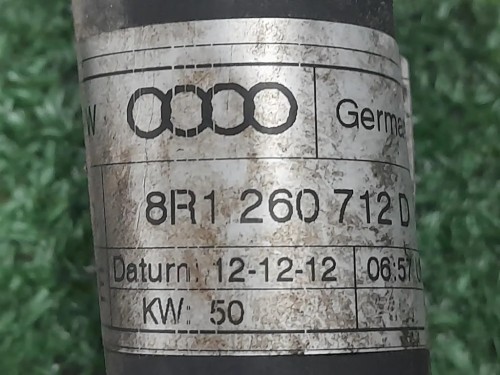 W Germa
8R1 260 712 D
Datum: 12-12-12 06:57
KW: 50